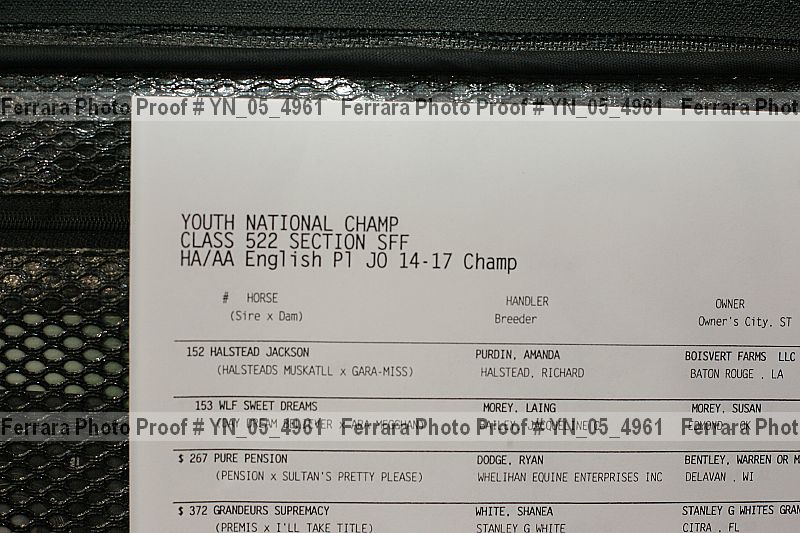 Ferrara Photo Proof # YN_05_4961 Ferrara Photo Proof # YN_05_4961 Ferrara Photo
YOUTH NATIONAL CHAMP
CLASS 522 SECTION SFF
HA/AA English Pl JO 14-17 Champ
# HORSE HANDLER OWNER
(Sire x Dam) Breeder Owner's City, ST
152 HALSTEAD JACKSON PURDIN, AMANDA BOISVERT FARMS LLC
(HALSTEADS MUSKATLL x GARA-MISS) HALSTEAD, RICHARD BATON ROUGE , LA
153 WLF SWEET DREAMS MOREY, LAING MOREY, SUSAN
Ferrara Photo Proof # YN_05_4961 Ferrara Photo Proof # YN_05_4961 Ferrara Photo
$ 267 PURE PENSION DODGE, RYAN BENTLEY, WARREN OR
(PENSION x SULTAN'S PRETTY PLEASE) WHELIHAN EQUINE ENTERPRISES INC DELAVAN , WI
$ 372 GRANDEURS SUPREMACY WHITE, SHANEA STANLEY G WHITES
(PREMIS x I'LL TAKE TITLE) STANLEY G WHITE CITRA , FL